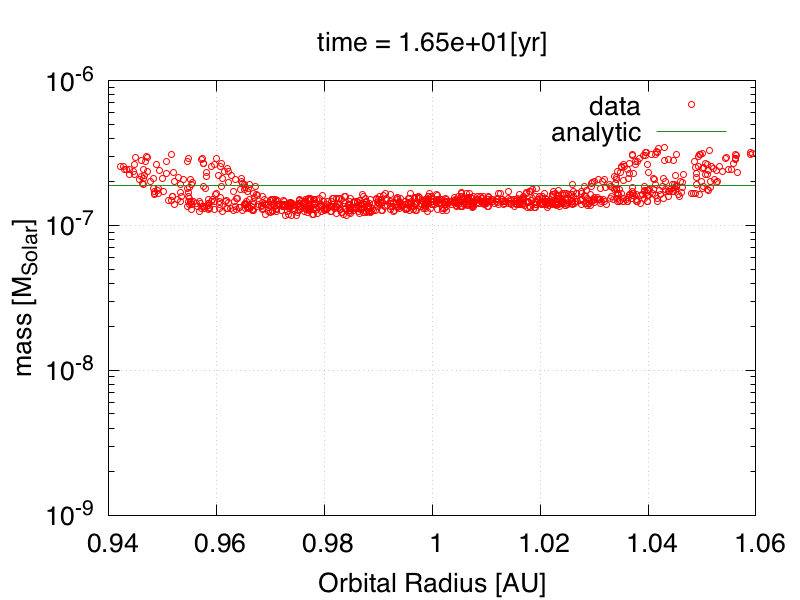 time = 1.65e+01[yr]
data
analytic
10-6
10-7
10-8
10-9
mass [MSolar]
0.94 0.96 0.98 1 1.02 1.04 1.06
Orbital Radius [AU]